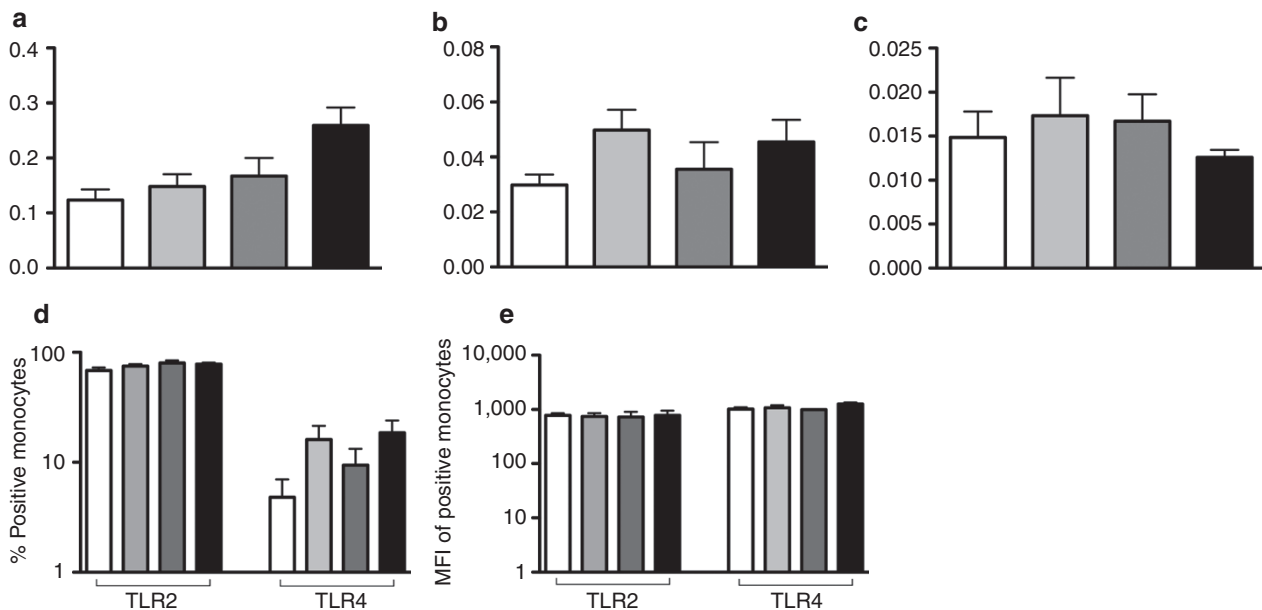 a
0.4
0.3
0.2
0.1
0.0
b
0.08
0.06
0.04
0.02
0.00
c
0.025
0.020
0.015
0.010
0.005
0.000
d
% Positive monocytes
100
10
1
TLR2
TLR4
e
MFI of positive monocytes
10,000
1,000
100
10
1
TLR2
TLR4